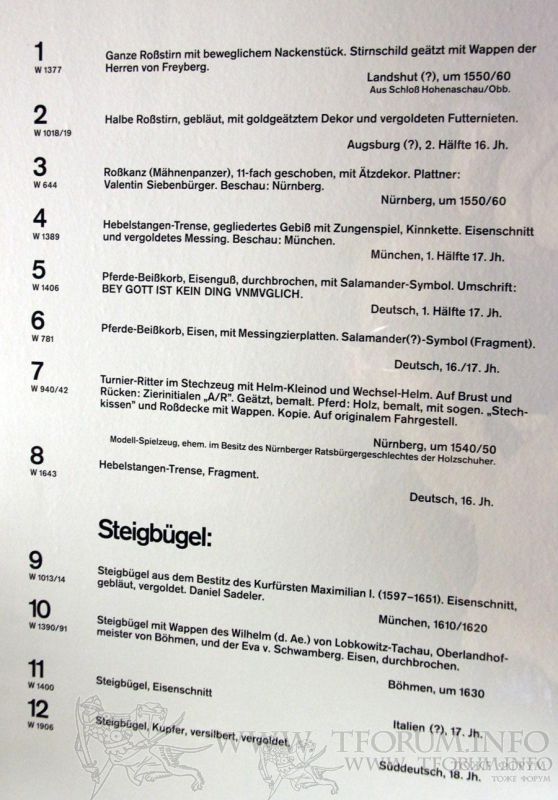 1
W 1377
Ganze Roßstirn mit beweglichem Nackenstück. Stirnschild geätzt mit Wappen der
Herren von Freyberg.
Landshut (?), um 1550/60
Aus Schloß Hohenaschau/Obb.
2
W 1018/19
Halbe Roßstirn, gebläut, mit goldgeätztem Dekor und vergoldeten Futternieten.
Augsburg (?), 2. Hälfte 16. Jh.
3
W 644
Roßkanz (Mähnenpanzer), 11-fach geschoben, mit Ätzdekor. Plattner:
Valentin Siebenbürger. Beschau: Nürnberg.
Nürnberg, um 1550/60
4
W 1389
Hebelstangen-Trense, gegliedertes Gebiß mit Zungenspiel, Kinnkette. Eisenschnitt
und vergoldetes Messing. Beschau: München.
München, 1. Hälfte 17. Jh.
5
W 1406
Pferde-Beißkorb, Eisenguß, durchbrochen, mit Salamander-Symbol. Umschrift:
BEY GOTT IST KEIN DING VNMVGLICH.
Deutsch, 1. Hälfte 17. Jh.
6
W 781
Pferde-Beißkorb, Eisen, mit Messingzierplatten. Salamander(?)-Symbol (Fragment).
Deutsch, 16./17. Jh.
7
W 940/42
Turnier-Ritter im Stechzeug mit Helm-Kleinod und Wechsel-Helm. Auf Brust und
Rücken: Zierinitialen „A/R”. Geätzt, bemalt. Pferd: Holz, bemalt, mit sogen. „Stech-
kissen” und Roßdecke mit Wappen. Kopie. Auf originalem Fahrgestell.
Nürnberg, um 1540/50
Modell-Spielzeug, ehem. im Besitz des Nürnberger Ratsbürgergeschlechtes der Holzschuher.
8
W 1643
Hebelstangen-Trense, Fragment.
Deutsch, 16. Jh.
Steigbügel:
9
W 1013/14
Steigbügel aus dem Bestitz des Kurfürsten Maximilian I. (1597–1651). Eisenschnitt,
gebläut, vergoldet. Daniel Sadeler.
München, 1610/1620
10
W 1390/91
Steigbügel mit Wappen des Wilhelm (d. Ae.) von Lobkowitz-Tachau, Oberlandhof-
meister von Böhmen, und der Eva v. Schwamberg. Eisen, durchbrochen.
Böhmen, um 1630
11
W 1400
Steigbügel, Eisenschnitt
Italien (?), 17. Jh.
12
W 1906
Steigbügel, Kupfer, versilbert, vergoldet,
Süddeutsch, 18. Jh.
WWW.TFORUM.INFO
ТОЖЕ ФОРУМ
WWW.TFORUM.INFO
ТОЖЕ ФОРУМ